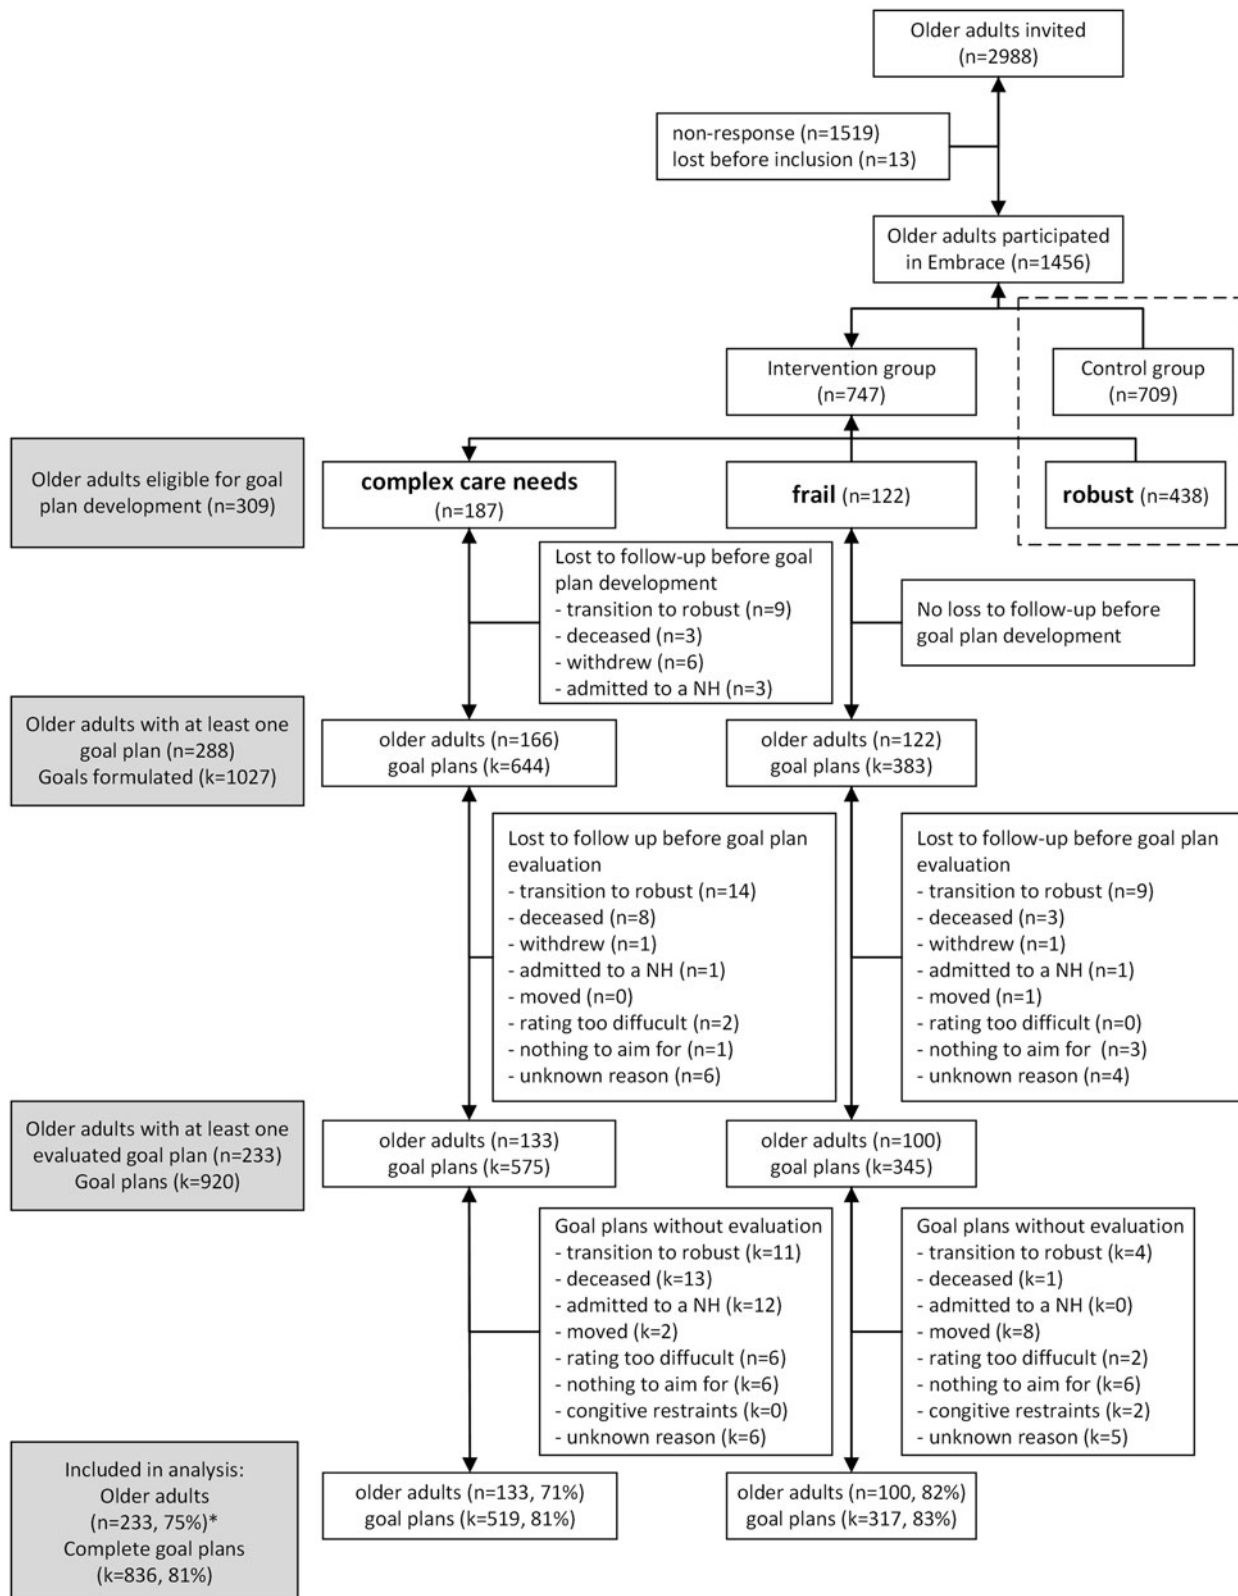 Older adults invited
(n=2988)
non-response (n=1519)
lost before inclusion (n=13)
Older adults participated
in Embrace (n=1456)
Intervention group
(n=747)
Control group
(n=709)
Older adults eligible for goal
plan development (n=309)
complex care needs
(n=187)
frail (n=122)
robust (n=438)
Lost to follow-up before goal
plan development
- transition to robust (n=9)
- deceased (n=3)
- withdrew (n=6)
- admitted to a NH (n=3)
No loss to follow-up before
goal plan development
Older adults with at least one
goal plan (n=288)
Goals formulated (k=1027)
older adults (n=166)
goal plans (k=644)
older adults (n=122)
goal plans (k=383)
Lost to follow up before goal plan
evaluation
- transition to robust (n=14)
- deceased (n=8)
- withdrew (n=1)
- admitted to a NH (n=1)
- moved (n=0)
- rating too diffucult (n=2)
- nothing to aim for (n=1)
- unknown reason (n=6)
Lost to follow-up before goal plan
evaluation
- transition to robust (n=9)
- deceased (n=3)
- withdrew (n=1)
- admitted to a NH (n=1)
- moved (n=1)
- rating too difficult (n=0)
- nothing to aim for  (n=3)
- unknown reason (n=4)
Older adults with at least one
evaluated goal plan (n=233)
Goal plans (k=920)
older adults (n=133)
goal plans (k=575)
older adults (n=100)
goal plans (k=345)
Goal plans without evaluation
- transition to robust (k=11)
- deceased (k=13)
- admitted to a NH (k=12)
- moved (k=2)
- rating too diffucult (n=6)
- nothing to aim for (k=6)
- congitive restraints (k=0)
- unknown reason (k=6)
Goal plans without evaluation
- transition to robust (k=4)
- deceased (k=1)
- admitted to a NH (k=0)
- moved (k=8)
- rating too diffucult (n=2)
- nothing to aim for (k=6)
- congitive restraints (k=2)
- unknown reason (k=5)
Included in analysis:
Older adults
(n=233, 75%)*
Complete goal plans
(k=836, 81%)
older adults (n=133, 71%)
goal plans (k=519, 81%)
older adults (n=100, 82%)
goal plans (k=317, 83%)